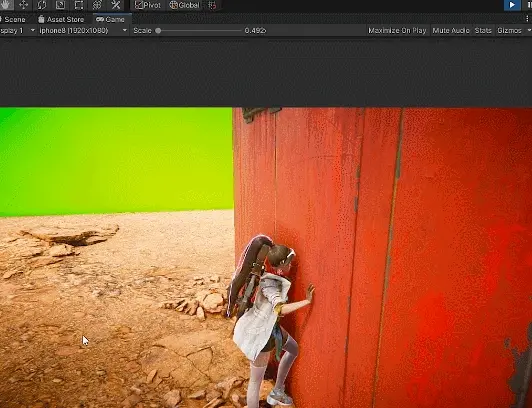 Pivot Global
Scene Asset Store Game
splay 1 iphone8 (1920x1080) Scale 0.492x Maximize On Play Mute Audio Stats Gizmos